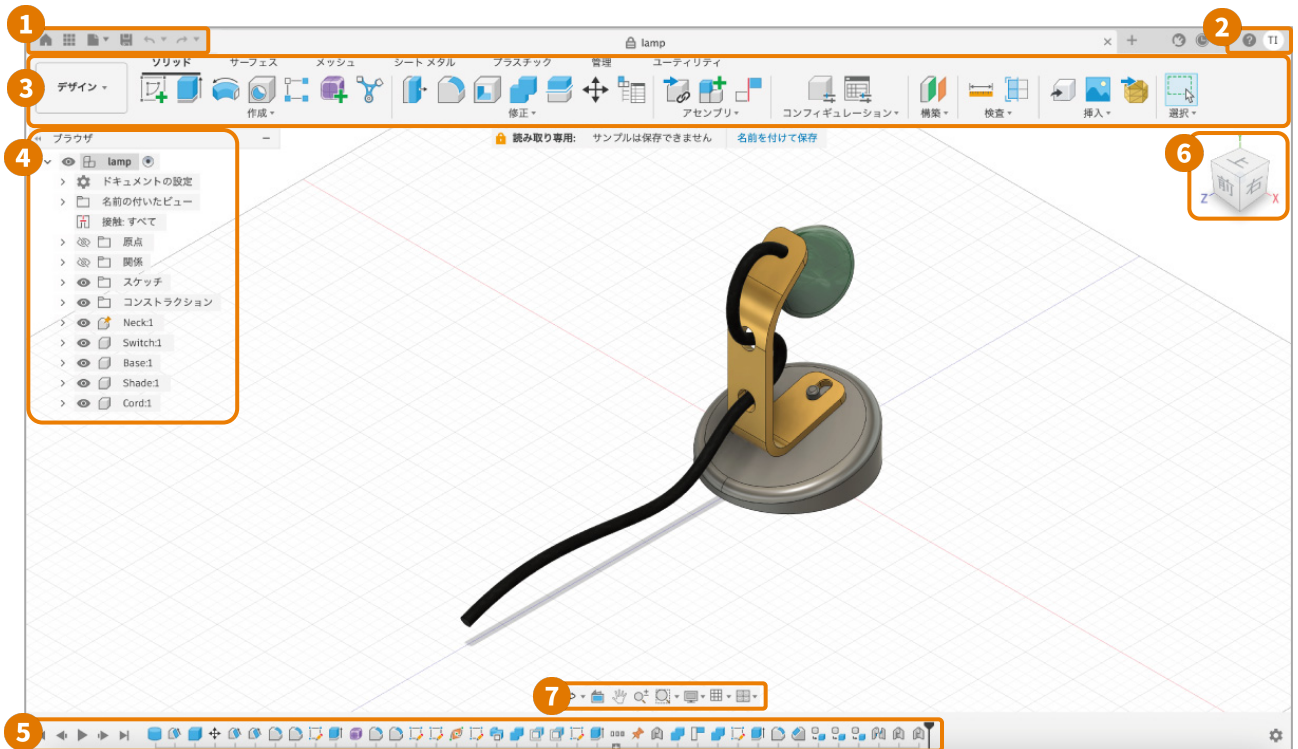 1
2
lamp
TI
3
デザイン
ソリッド サーフェス メッシュ シート メタル プラスチック 管理 ユーティリティ
作成 修正 アセンブリ コンフィギュレーション 構築 検査 挿入 選択
4
ブラウザ
読み取り専用: サンプルは保存できません 名前を付けて保存
lamp
ドキュメントの設定
名前の付いたビュー
接触: すべて
原点
関係
スケッチ
コンストラクション
Neck:1
Switch:1
Base:1
Shade:1
Cord:1
6
上
前 右
Z X
7
5